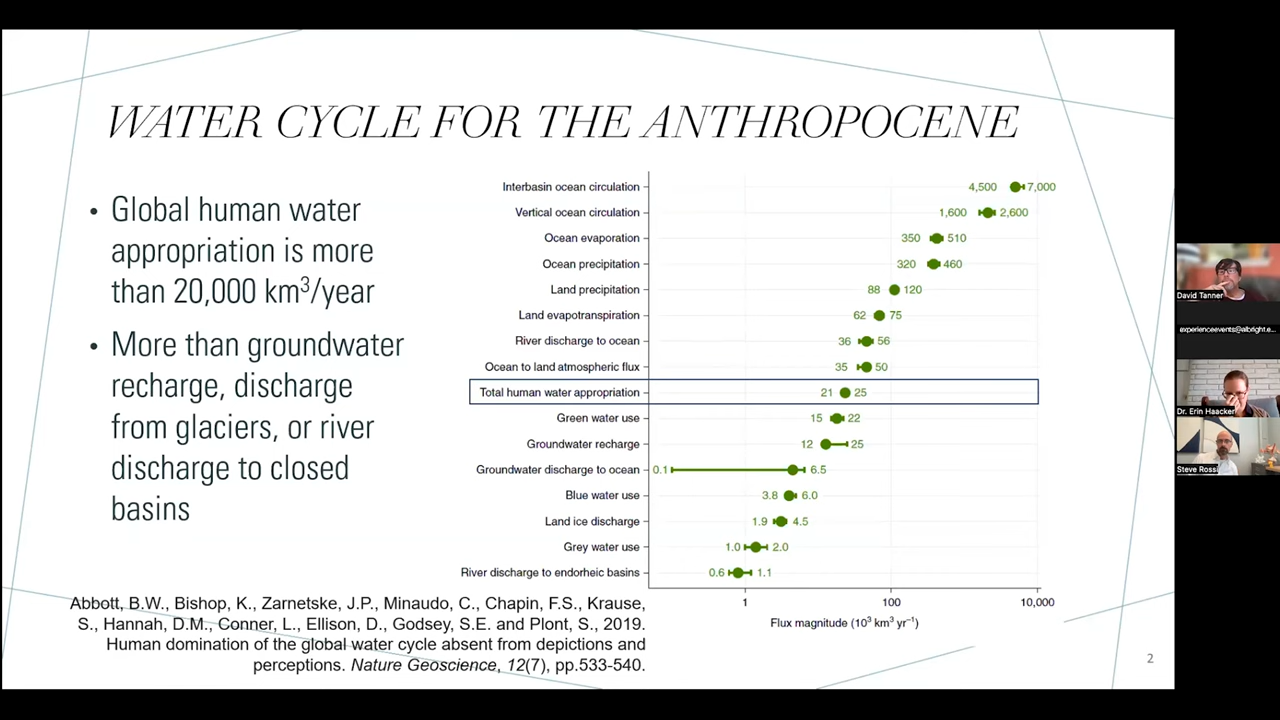 WATER CYCLE FOR THE ANTHROPOCENE
• Global human water
appropriation is more
than 20,000 km³/year
• More than groundwater
recharge, discharge
from glaciers, or river
discharge to closed
basins
Interbasin ocean circulation 4,500 7,000
Vertical ocean circulation 1,600 2,600
Ocean evaporation 350 510
Ocean precipitation 320 460
Land precipitation 88 120
Land evapotranspiration 62 75
River discharge to ocean 36 56
Ocean to land atmospheric flux 35 50
Total human water appropriation 21 25
Green water use 15 22
Groundwater recharge 12 25
Groundwater discharge to ocean 0.1 6.5
Blue water use 3.8 6.0
Land ice discharge 1.9 4.5
Grey water use 1.0 2.0
River discharge to endorheic basins 0.6 1.1
1 100 10,000
Flux magnitude (10³ km³ yr⁻¹)
Abbott, B.W., Bishop, K., Zarnetske, J.P., Minaudo, C., Chapin, F.S., Krause,
S., Hannah, D.M., Conner, L., Ellison, D., Godsey, S.E. and Plont, S., 2019.
Human domination of the global water cycle absent from depictions and
perceptions. Nature Geoscience, 12(7), pp.533-540.
2
David Tanner
experienceevents@albright.e...
Dr. Erin Haacker
Steve Rossi